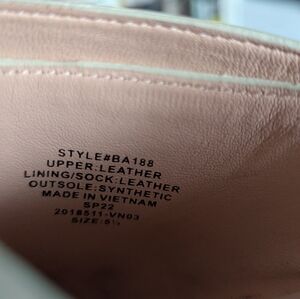 STYLE#BA188
UPPER:LEATHER
LINING/SOCK:LEATHER
OUTSOLE:SYNTHETIC
MADE IN VIETNAM
SP22
2018511-VN03
SIZE:5½